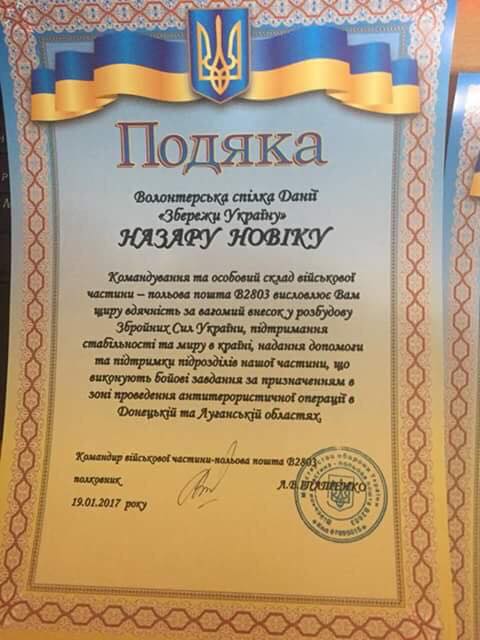 Подяка
Волонтерська спілка Данії
«Збережи Україну»
НАЗАРУ НОВІКУ
Командування та особовий склад військової
частини – польова пошта В2803 висловлює Вам
щиру вдячність за вагомий внесок у розбудову
Збройних Сил України, підтримання
стабільності та миру в країні, надання допомоги
та підтримки підрозділів нашої частини, що
виконують бойові завдання за призначенням в
зоні проведення антитерористичної операції в
Донецькій та Луганській областях.
Командир військової частини-польова пошта В2803
полковник А.В.
19.01.2017 року